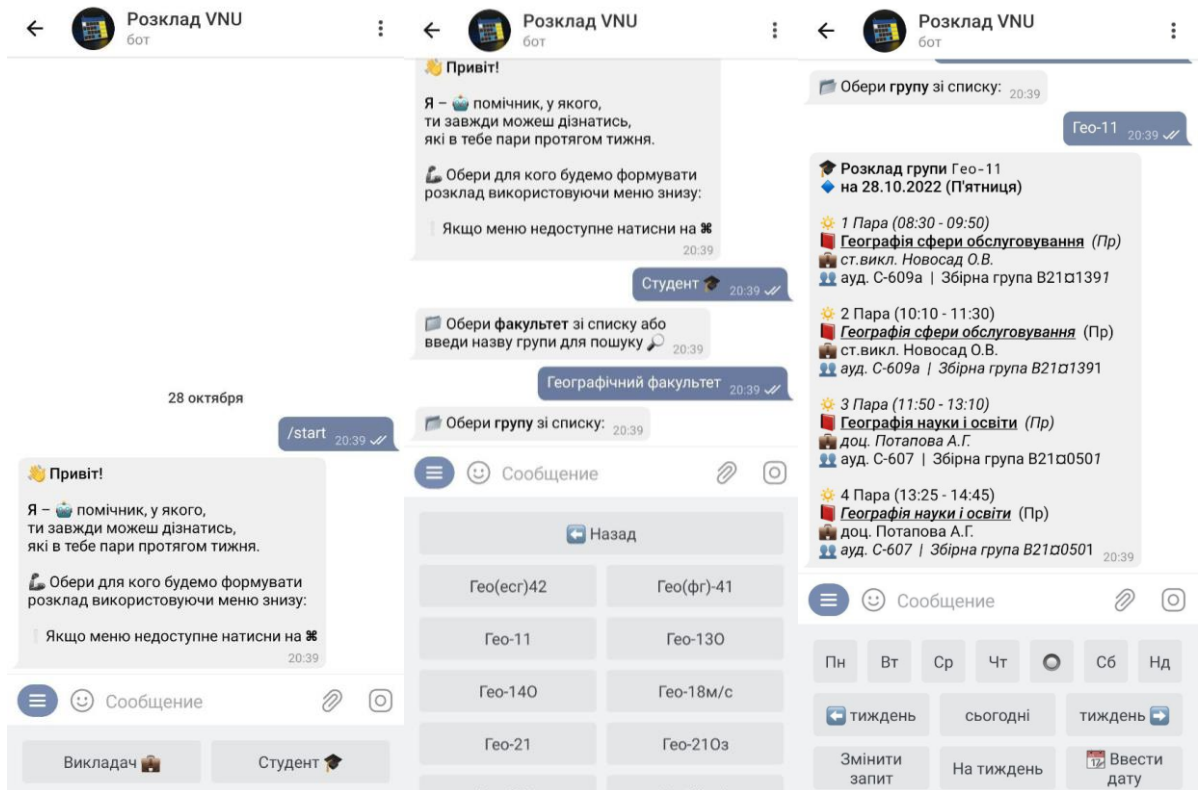 Розклад VNU
бот
28 октября
/start 20:39
👋 Привіт!
Я – 🤖 помічник, у якого,
ти завжди можеш дізнатись,
які в тебе пари протягом тижня.
🦾 Обери для кого будемо формувати
розклад використовуючи меню знизу:
❕ Якщо меню недоступне натисни на ⌘
20:39
Сообщение
Викладач 💼
Студент 🎓
Розклад VNU
бот
👋 Привіт!
Я – 🤖 помічник, у якого,
ти завжди можеш дізнатись,
які в тебе пари протягом тижня.
🦾 Обери для кого будемо формувати
розклад використовуючи меню знизу:
❕ Якщо меню недоступне натисни на ⌘
20:39
Студент 🎓 20:39
📁 Обери факультет зі списку або
введи назву групи для пошуку 🔎 20:39
Географічний факультет 20:39
📁 Обери групу зі списку: 20:39
Сообщение
⬅️ Назад
Гео(есг)42
Гео(фг)-41
Гео-11
Гео-13О
Гео-14О
Гео-18м/с
Гео-21
Гео-21Оз
Розклад VNU
бот
📁 Обери групу зі списку: 20:39
Гео-11 20:39
🎓 Розклад групи Гео-11
🔹 на 28.10.2022 (П'ятниця)
🔅 1 Пара (08:30 - 09:50)
📕 Географія сфери обслуговування (Пр)
💼 ст.викл. Новосад О.В.
👥 ауд. C-609а | Збірна група В21¤1391
🔅 2 Пара (10:10 - 11:30)
📕 Географія сфери обслуговування (Пр)
💼 ст.викл. Новосад О.В.
👥 ауд. C-609а | Збірна група В21¤1391
🔅 3 Пара (11:50 - 13:10)
📕 Географія науки і освіти (Пр)
💼 доц. Потапова А.Г.
👥 ауд. C-607 | Збірна група В21¤0501
🔅 4 Пара (13:25 - 14:45)
📕 Географія науки і освіти (Пр)
💼 доц. Потапова А.Г.
👥 ауд. C-607 | Збірна група В21¤0501 20:39
Сообщение
Пн Вт Ср Чт ⭕ Сб Нд
⬅️ тиждень
сьогодні
тиждень ➡️
Змінити
запит
На тиждень
📆 Ввести
дату